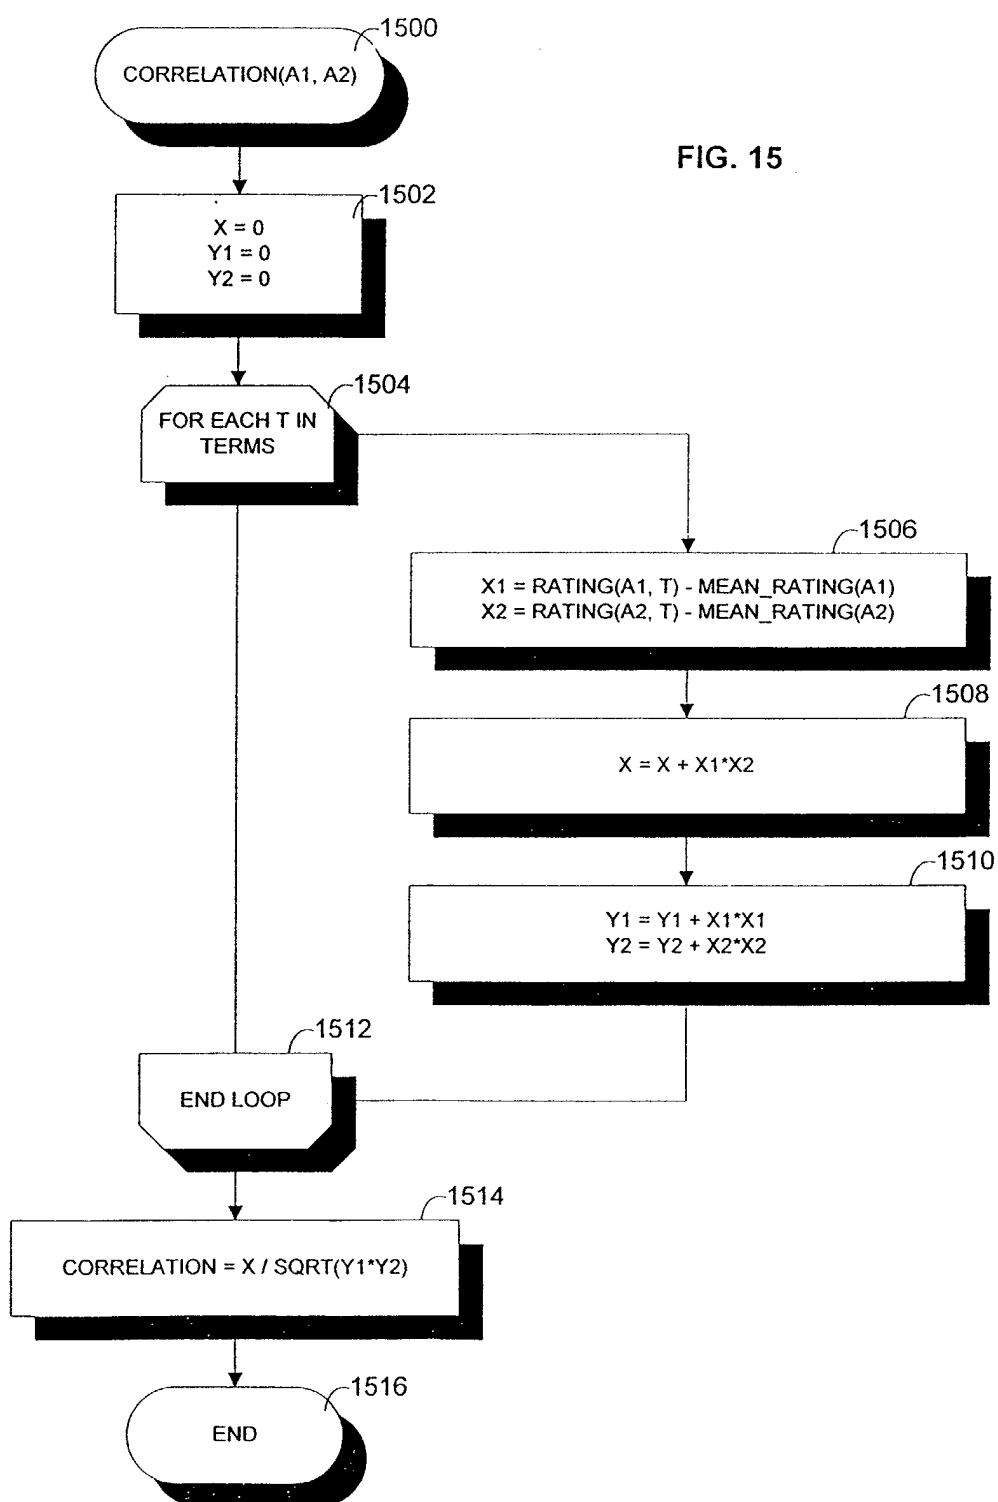 1500
CORRELATION(A1, A2)
FIG. 15
1502
X = 0
Y1 = 0
Y2 = 0
1504
FOR EACH T IN
TERMS
1506
X1 = RATING(A1, T) - MEAN_RATING(A1)
X2 = RATING(A2, T) - MEAN_RATING(A2)
1508
X = X + X1*X2
1510
Y1 = Y1 + X1*X1
Y2 = Y2 + X2*X2
1512
END LOOP
1514
CORRELATION = X / SQRT(Y1*Y2)
1516
END